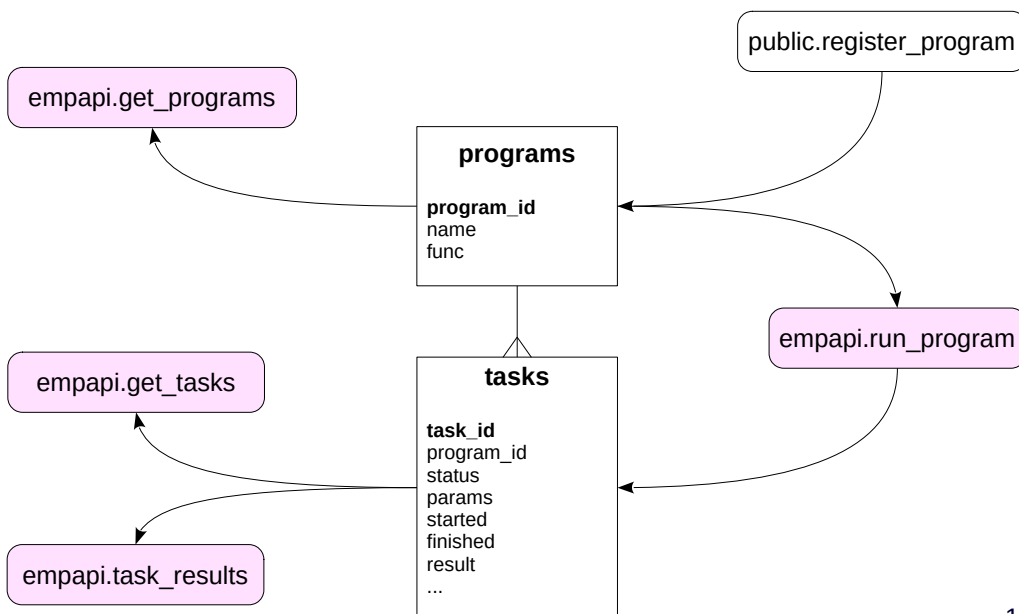 public.register_program
empapi.get_programs
programs
program_id
name
func
empapi.run_program
empapi.get_tasks
tasks
task_id
program_id
status
params
started
finished
result
...
empapi.task_results
1